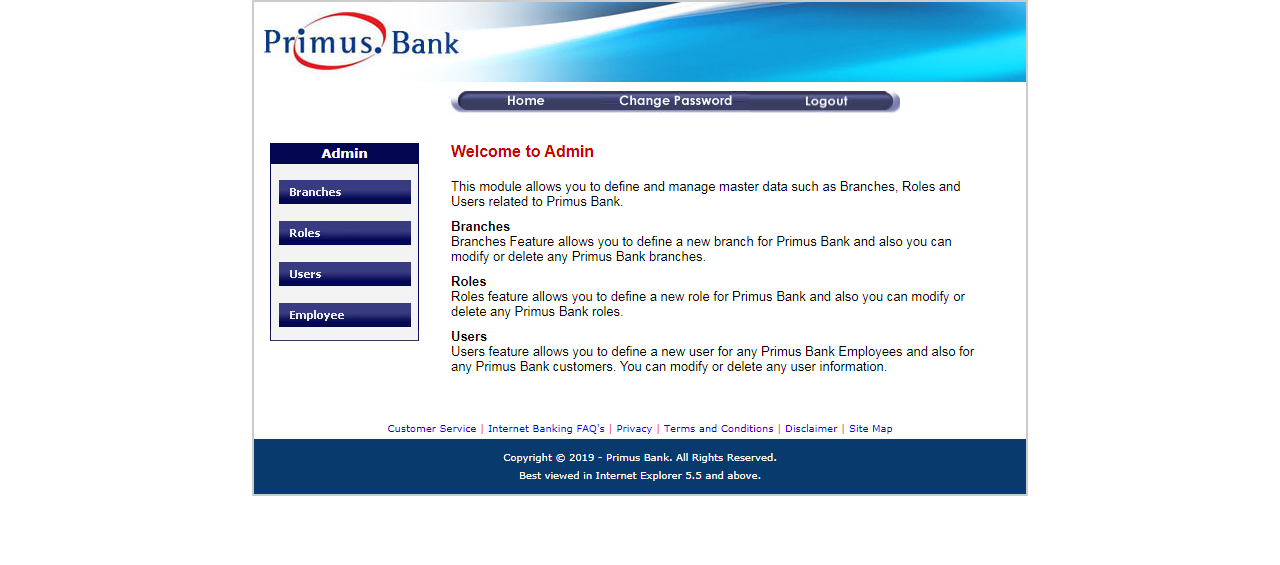 Primus. Bank
Home Change Password Logout
Admin
Branches
Roles
Users
Employee
Welcome to Admin
This module allows you to define and manage master data such as Branches, Roles and
Users related to Primus Bank.
Branches
Branches Feature allows you to define a new branch for Primus Bank and also you can
modify or delete any Primus Bank branches.
Roles
Roles feature allows you to define a new role for Primus Bank and also you can modify or
delete any Primus Bank roles.
Users
Users feature allows you to define a new user for any Primus Bank Employees and also for
any Primus Bank customers. You can modify or delete any user information.
Customer Service | Internet Banking FAQ's | Privacy | Terms and Conditions | Disclaimer | Site Map
Copyright © 2019 - Primus Bank. All Rights Reserved.
Best viewed in Internet Explorer 5.5 and above.